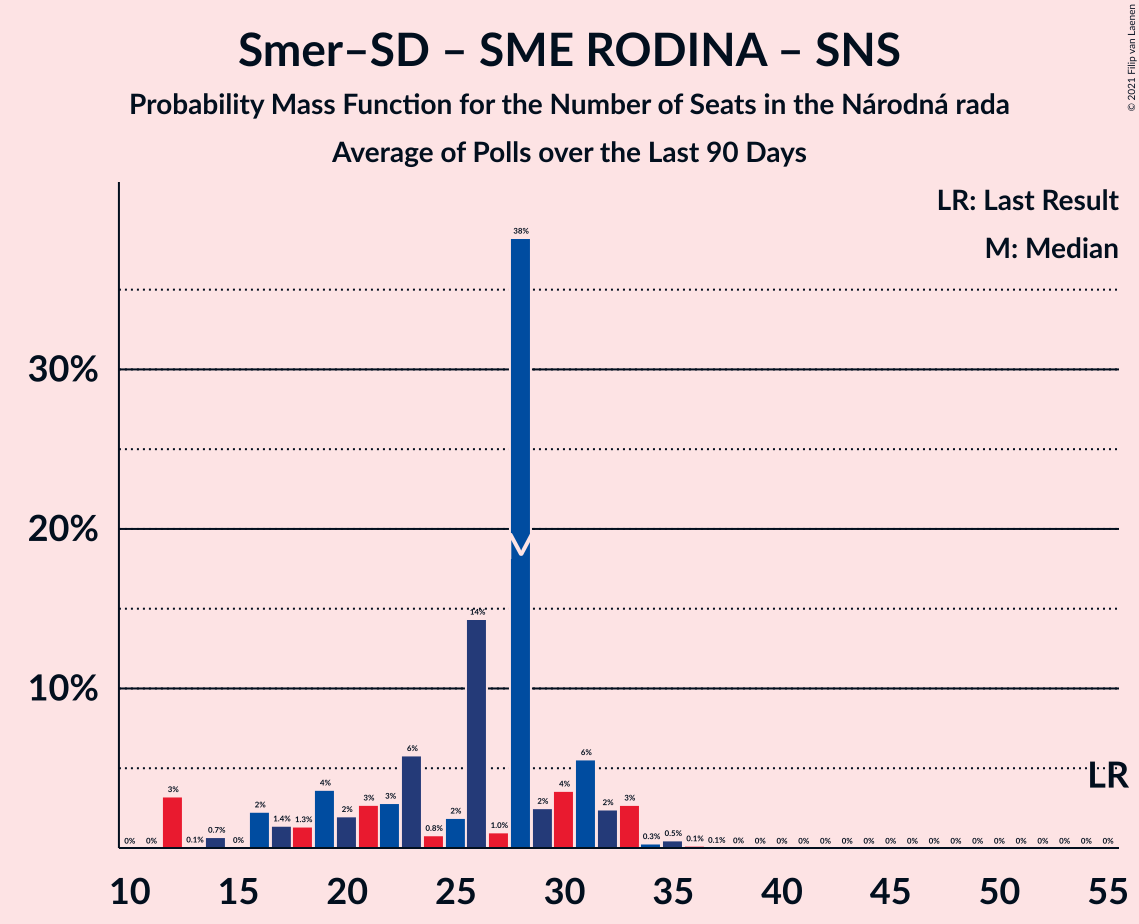 Smer–SD – SME RODINA – SNS
Probability Mass Function for the Number of Seats in the Národná rada
Average of Polls over the Last 90 Days
© 2021 Filip van Laenen
LR: Last Result
M: Median
30%
20%
10%
0% 0% 3% 0.1% 0.7% 0% 2% 1.4% 1.3% 4% 2% 3% 3% 6% 0.8% 2% 14% 1.0% 38% 2% 4% 6% 2% 3% 0.3% 0.5% 0.1% 0.1% 0% 0% 0% 0% 0% 0% 0% 0% 0% 0% 0% 0% 0% 0% 0% 0% 0% 0%
LR
10 15 20 25 30 35 40 45 50 55